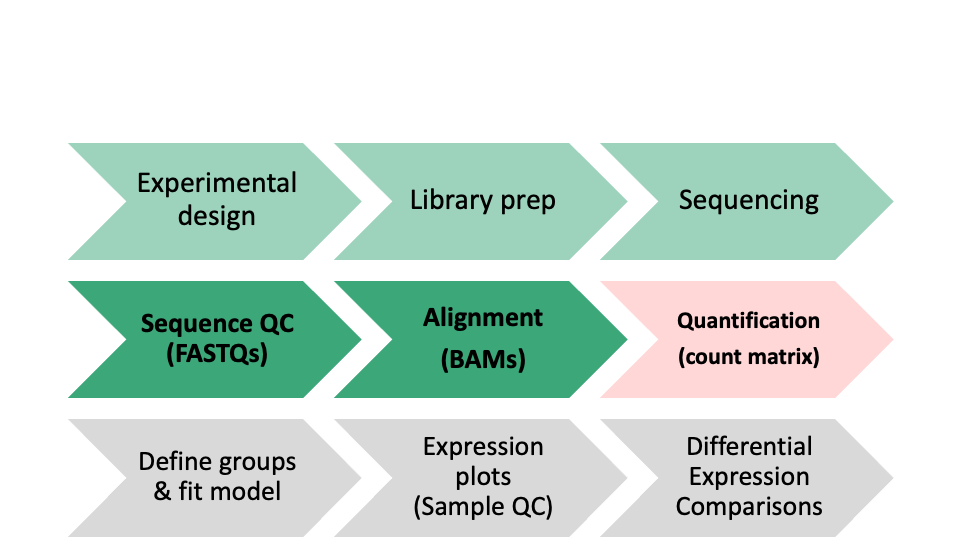 Experimental
design
Library prep
Sequencing
Sequence QC
(FASTQs)
Alignment
(BAMs)
Quantification
(count matrix)
Define groups
& fit model
Expression
plots
(Sample QC)
Differential
Expression
Comparisons